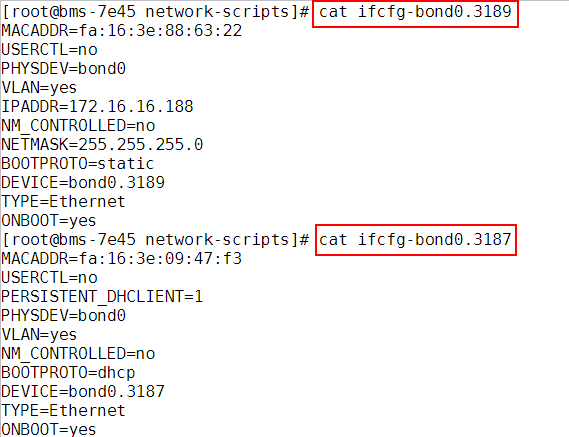 [root@bms-7e45 network-scripts]# cat ifcfg-bond0.3189
MACADDR=fa:16:3e:88:63:22
USERCTL=no
PHYSDEV=bond0
VLAN=yes
IPADDR=172.16.16.188
NM_CONTROLLED=no
NETMASK=255.255.255.0
BOOTPROTO=static
DEVICE=bond0.3189
TYPE=Ethernet
ONBOOT=yes
[root@bms-7e45 network-scripts]# cat ifcfg-bond0.3187
MACADDR=fa:16:3e:09:47:f3
USERCTL=no
PERSISTENT_DHCLIENT=1
PHYSDEV=bond0
VLAN=yes
NM_CONTROLLED=no
BOOTPROTO=dhcp
DEVICE=bond0.3187
TYPE=Ethernet
ONBOOT=yes